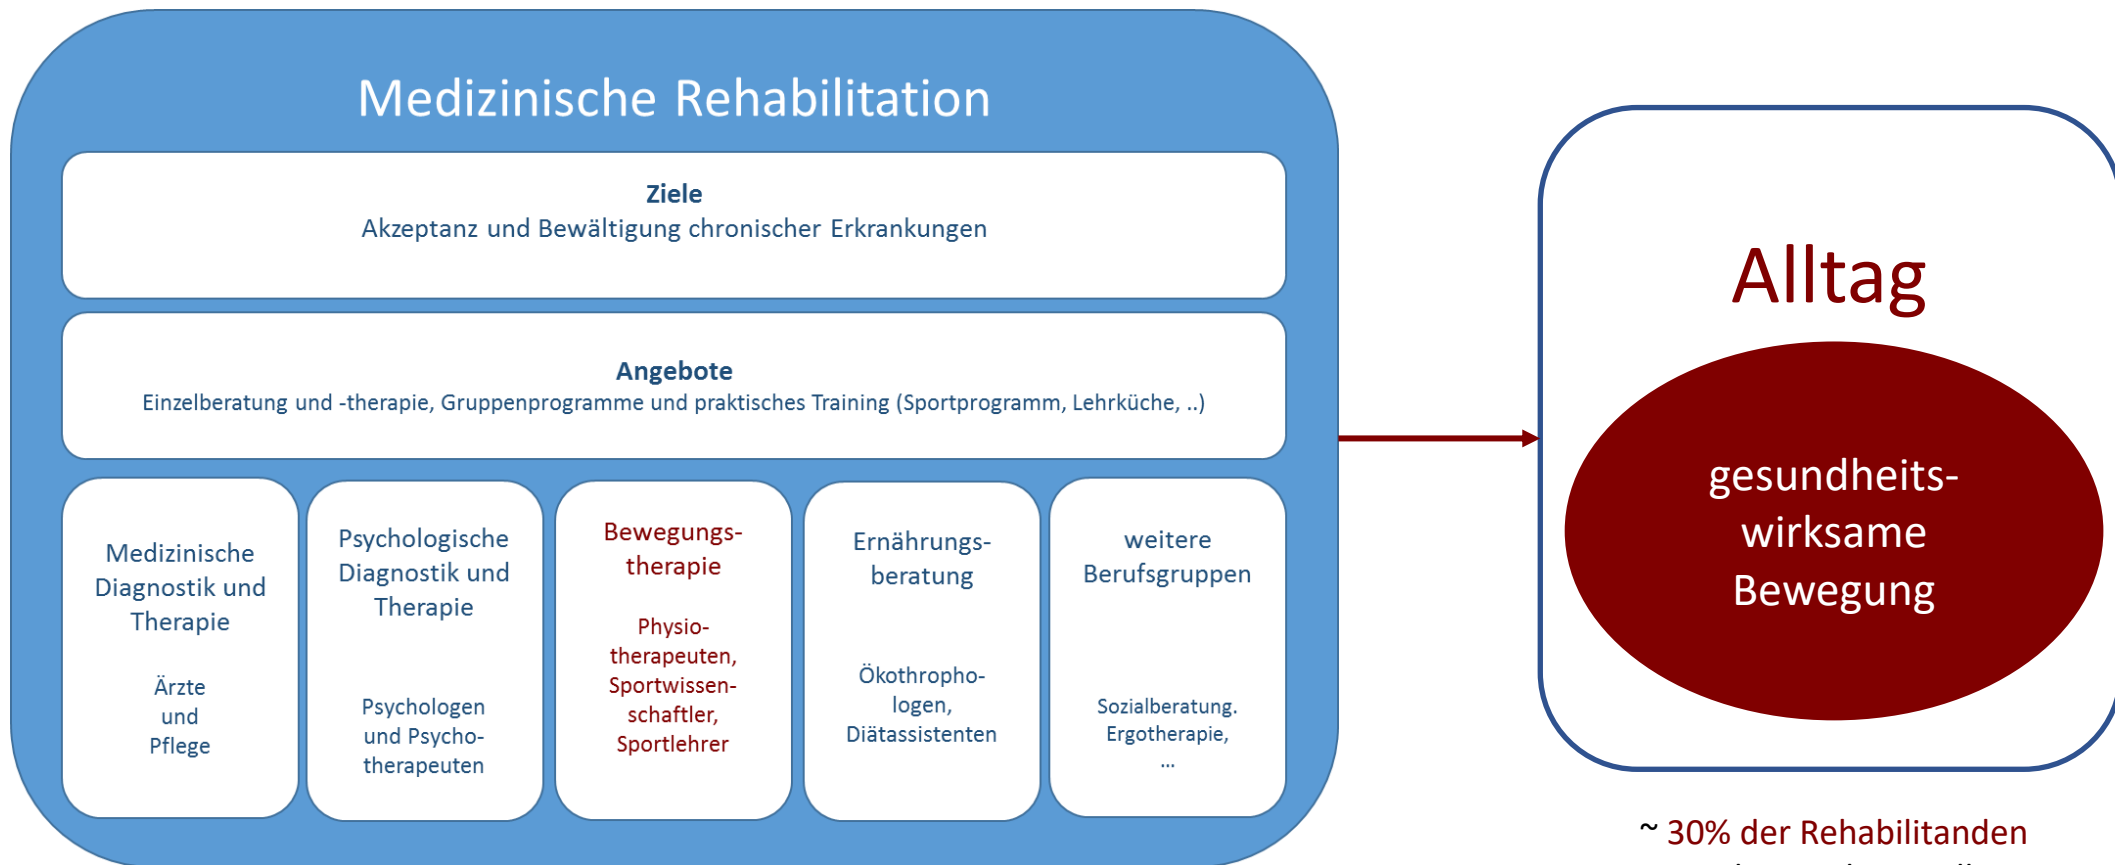 Medizinische Rehabilitation
Ziele
Akzeptanz und Bewältigung chronischer Erkrankungen
Angebote
Einzelberatung und -therapie, Gruppenprogramme und praktisches Training (Sportprogramm, Lehrküche, ..)
Medizinische
Diagnostik und
Therapie
Ärzte
und
Pflege
Psychologische
Diagnostik und
Therapie
Psychologen
und Psycho-
therapeuten
Bewegungs-
therapie
Physio-
therapeuten,
Sportwissen-
schaftler,
Sportlehrer
Ernährungs-
beratung
Ökothropho-
logen,
Diätassistenten
weitere
Berufsgruppen
Sozialberatung.
Ergotherapie,
...
Alltag
gesundheits-
wirksame
Bewegung
~ 30% der Rehabilitanden